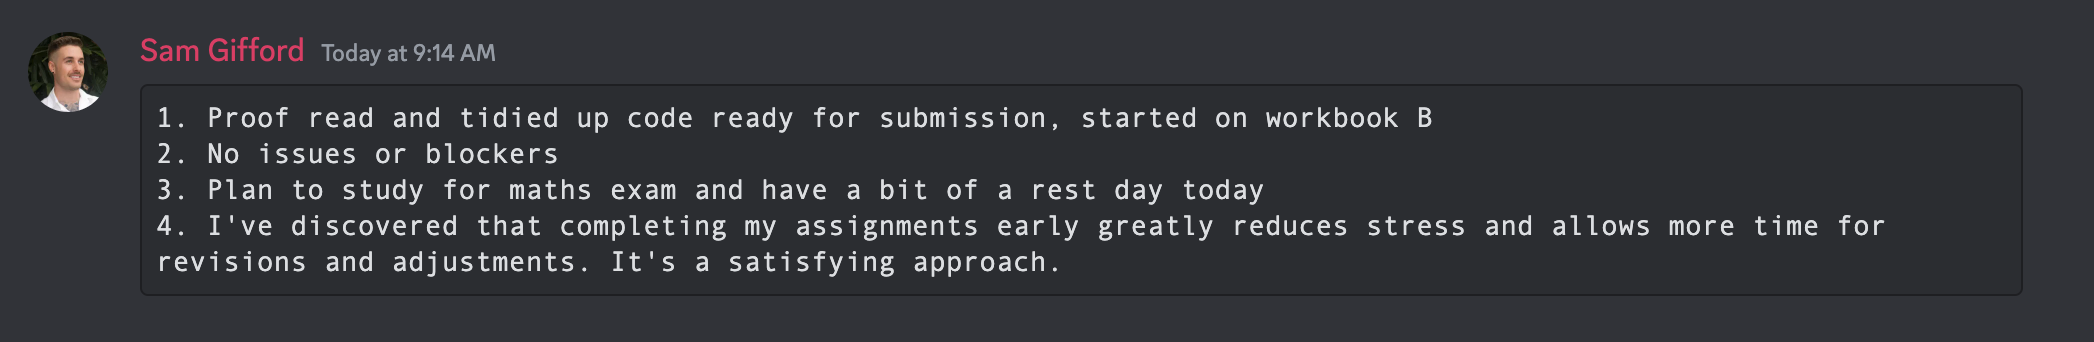 Sam Gifford Today at 9:14 AM
1. Proof read and tidied up code ready for submission, started on workbook B
2. No issues or blockers
3. Plan to study for maths exam and have a bit of a rest day today
4. I've discovered that completing my assignments early greatly reduces stress and allows more time for
revisions and adjustments. It's a satisfying approach.